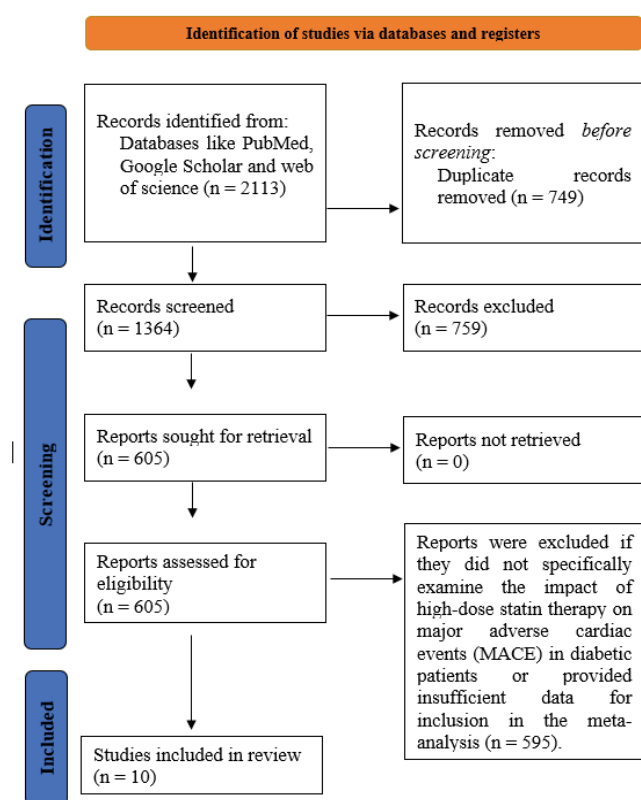 Identification of studies via databases and registers
Identification
Records identified from:
Databases like PubMed,
Google Scholar and web
of science (n = 2113)
Records removed before
screening:
Duplicate records
removed (n = 749)
Screening
Records screened
(n = 1364)
Records excluded
(n = 759)
Reports sought for retrieval
(n = 605)
Reports not retrieved
(n = 0)
Reports assessed for
eligibility
(n = 605)
Reports were excluded if
they did not specifically
examine the impact of
high-dose statin therapy on
major adverse cardiac
events (MACE) in diabetic
patients or provided
insufficient data for
inclusion in the meta-
analysis (n = 595).
Included
Studies included in review
(n = 10)